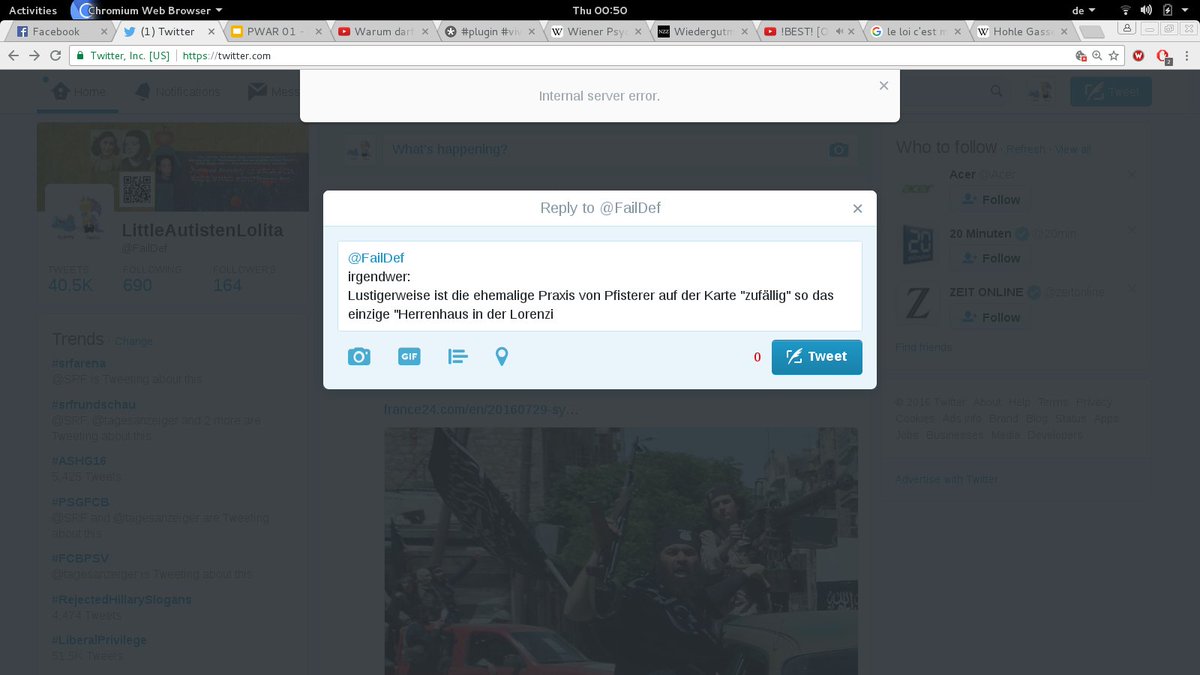 Activities
Chromium Web Browser
Thu 00:50
de
Facebook
(1) Twitter
PWAR 01 -
Warum darf
#plugin #viv
Wiener Psyc
NZZ
Wiedergutm
!BEST! [O
le loi c'est m
Hohle Gass
Twitter, Inc. [US]
https://twitter.com
Internal server error.
Home
Notifications
Mess
Tweet
What's happening?
LittleAutistenLolita
@FailDef
TWEETS
FOLLOWING
FOLLOWERS
40.5K
690
164
Reply to @FailDef
@FailDef
irgendwer:
Lustigerweise ist die ehemalige Praxis von Pfisterer auf der Karte "zufällig" so das
einzige "Herrenhaus in der Lorenzi
GIF
0
Tweet
Who to follow · Refresh · View all
Acer @Acer
Follow
20 Minuten @20min
Follow
ZEIT ONLINE @zeitonline
Follow
Find friends
© 2016 Twitter About Help Terms Privacy
Cookies Ads info Brand Blog Status Apps
Jobs Businesses Media Developers
Advertise with Twitter
Trends · Change
#srfarena
@SRF is Tweeting about this
#srfrundschau
@SRF, @tagesanzeiger and 2 more are
Tweeting about this
#ASHG16
5,425 Tweets
#PSGFCB
@SRF and @tagesanzeiger are Tweeting
about this
#FCBPSV
@tagesanzeiger is Tweeting about this
#RejectedHillarySlogans
4,474 Tweets
#LiberalPrivilege
51.5K Tweets
france24.com/en/20160729-sy…